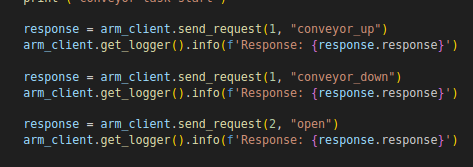 response = arm_client.send_request(1, "conveyor_up")
arm_client.get_logger().info(f'Response: {response.response}')
response = arm_client.send_request(1, "conveyor_down")
arm_client.get_logger().info(f'Response: {response.response}')
response = arm_client.send_request(2, "open")
arm_client.get_logger().info(f'Response: {response.response}')